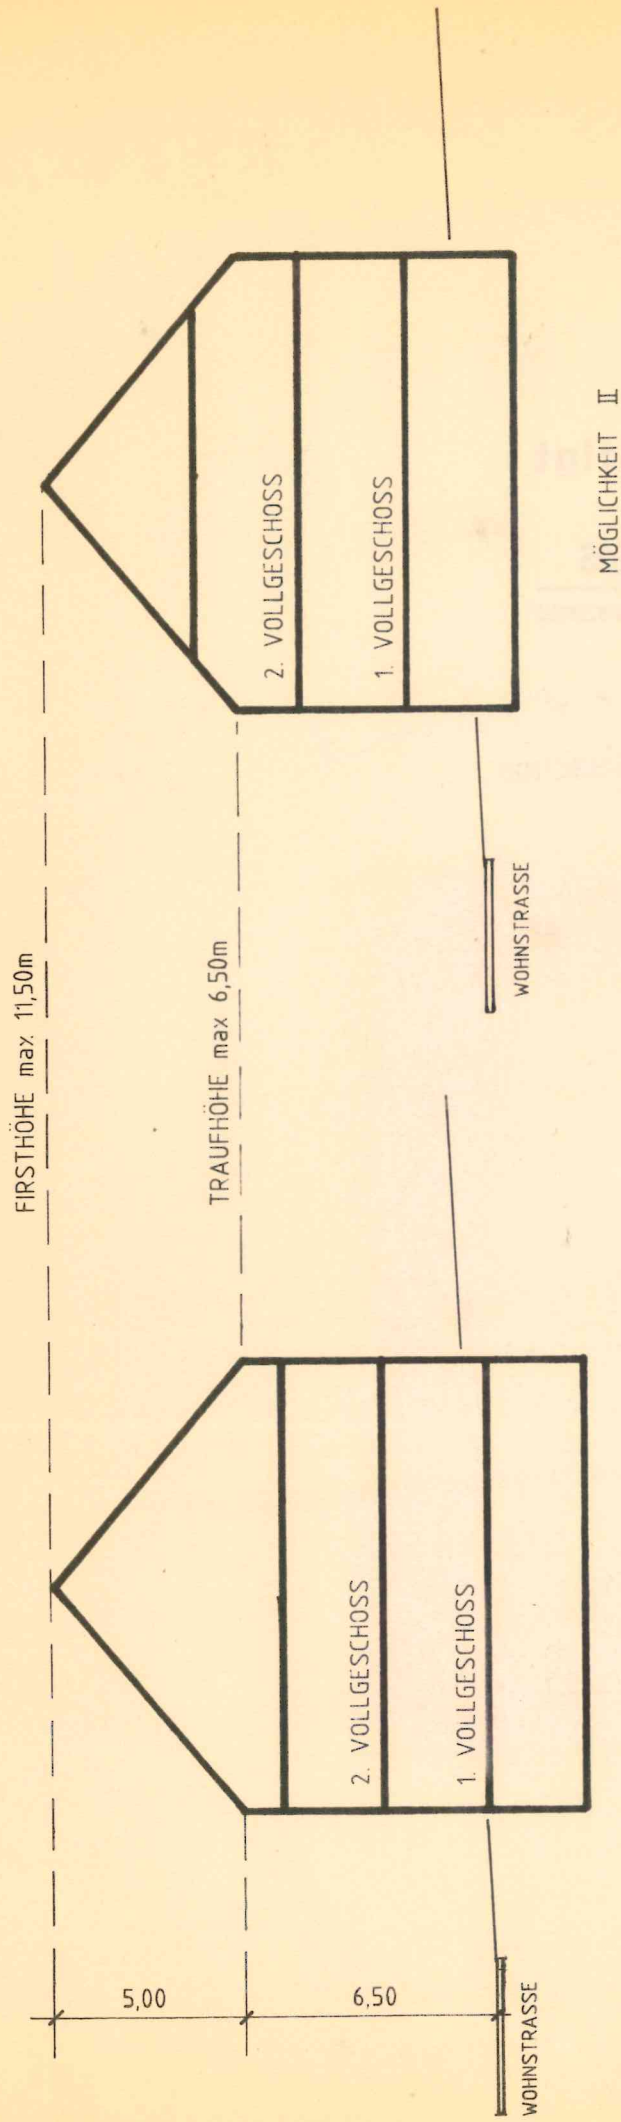 FIRSTHÖHE max 11,50m
TRAUFHÖHE max 6,50m
5,00
6,50
2. VOLLGESCHOSS
1. VOLLGESCHOSS
WOHNSTRASSE
2. VOLLGESCHOSS
1. VOLLGESCHOSS
WOHNSTRASSE
MÖGLICHKEIT II